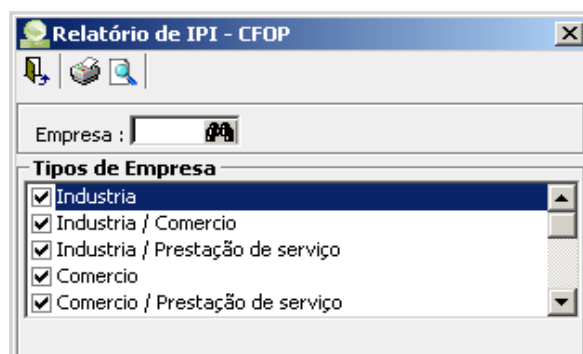 Relatório de IPI - CFOP
Empresa :
Tipos de Empresa
Industria
Industria / Comercio
Industria / Prestação de serviço
Comercio
Comercio / Prestação de serviço